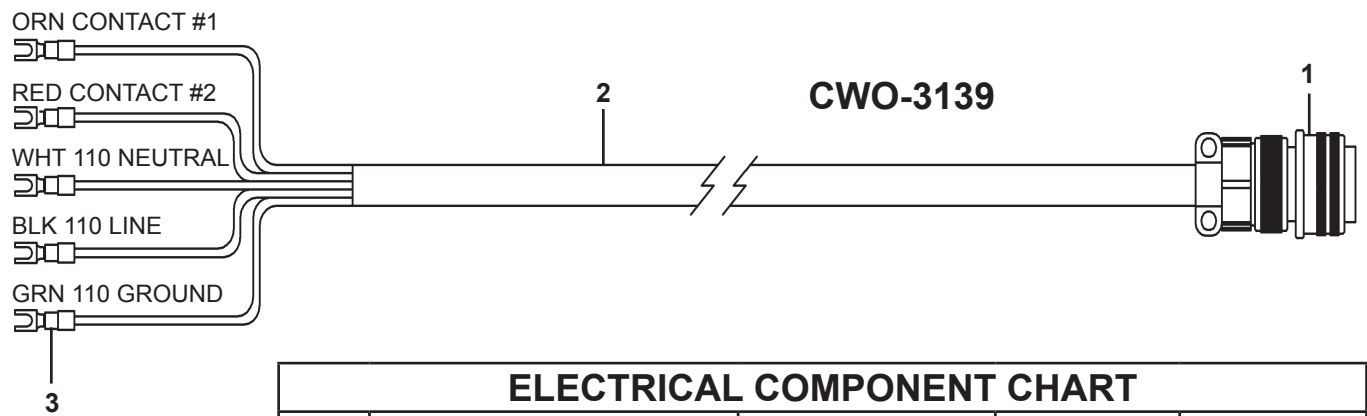 ORN CONTACT #1
RED CONTACT #2
WHT 110 NEUTRAL
BLK 110 LINE
GRN 110 GROUND
3
2
CWO-3139
1
ELECTRICAL COMPONENT CHART